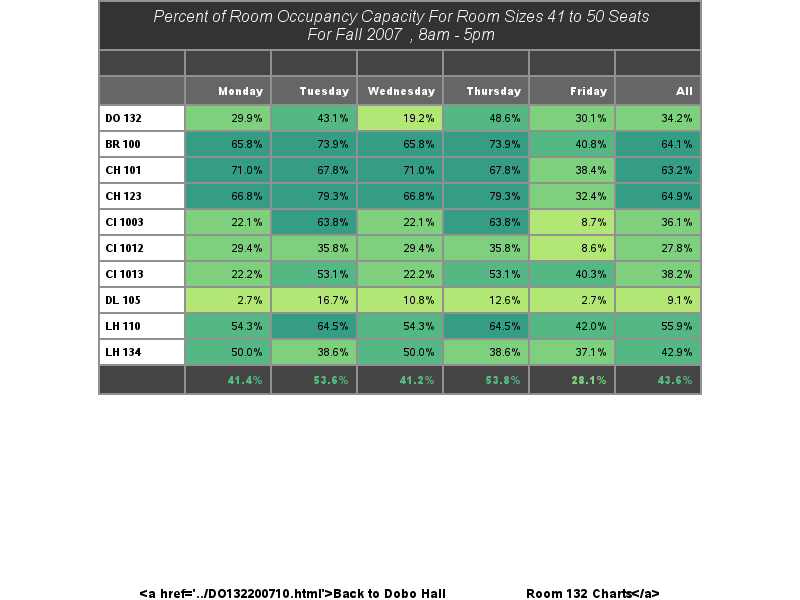 Percent of Room Occupancy Capacity For Room Sizes 41 to 50 Seats
For Fall 2007 , 8am - 5pm
Monday Tuesday Wednesday Thursday Friday All
DO 132 29.9% 43.1% 19.2% 48.6% 30.1% 34.2%
BR 100 65.8% 73.9% 65.8% 73.9% 40.8% 64.1%
CH 101 71.0% 67.8% 71.0% 67.8% 38.4% 63.2%
CH 123 66.8% 79.3% 66.8% 79.3% 32.4% 64.9%
CI 1003 22.1% 63.8% 22.1% 63.8% 8.7% 36.1%
CI 1012 29.4% 35.8% 29.4% 35.8% 8.6% 27.8%
CI 1013 22.2% 53.1% 22.2% 53.1% 40.3% 38.2%
DL 105 2.7% 16.7% 10.8% 12.6% 2.7% 9.1%
LH 110 54.3% 64.5% 54.3% 64.5% 42.0% 55.9%
LH 134 50.0% 38.6% 50.0% 38.6% 37.1% 42.9%
41.4% 53.6% 41.2% 53.8% 28.1% 43.6%
<a href='../DO132200710.html'>Back to Dobo Hall Room 132 Charts</a>